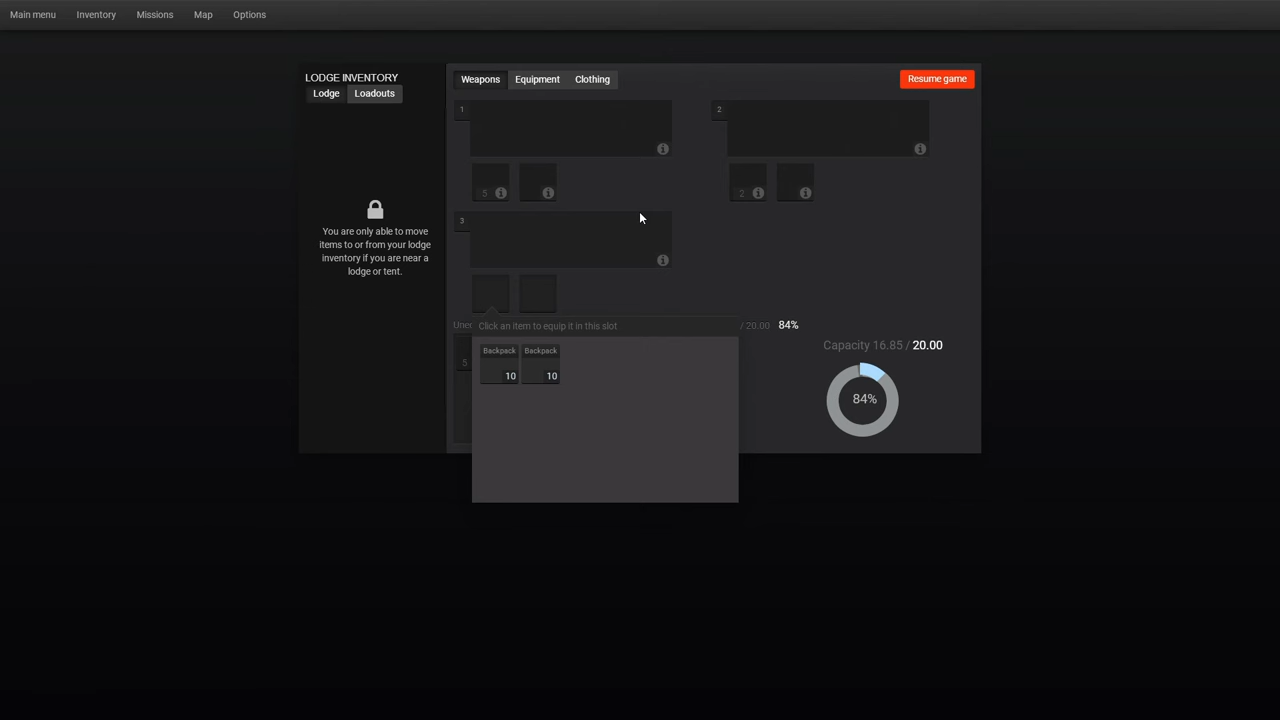 Main menu Inventory Missions Map Options
LODGE INVENTORY
Lodge Loadouts
You are only able to move
items to or from your lodge
inventory if you are near a
lodge or tent.
Weapons Equipment Clothing
Resume game
1
2
5
2
3
Click an item to equip it in this slot
/ 20.00 84%
Backpack Backpack
10 10
5
Capacity 16.85 / 20.00
84%